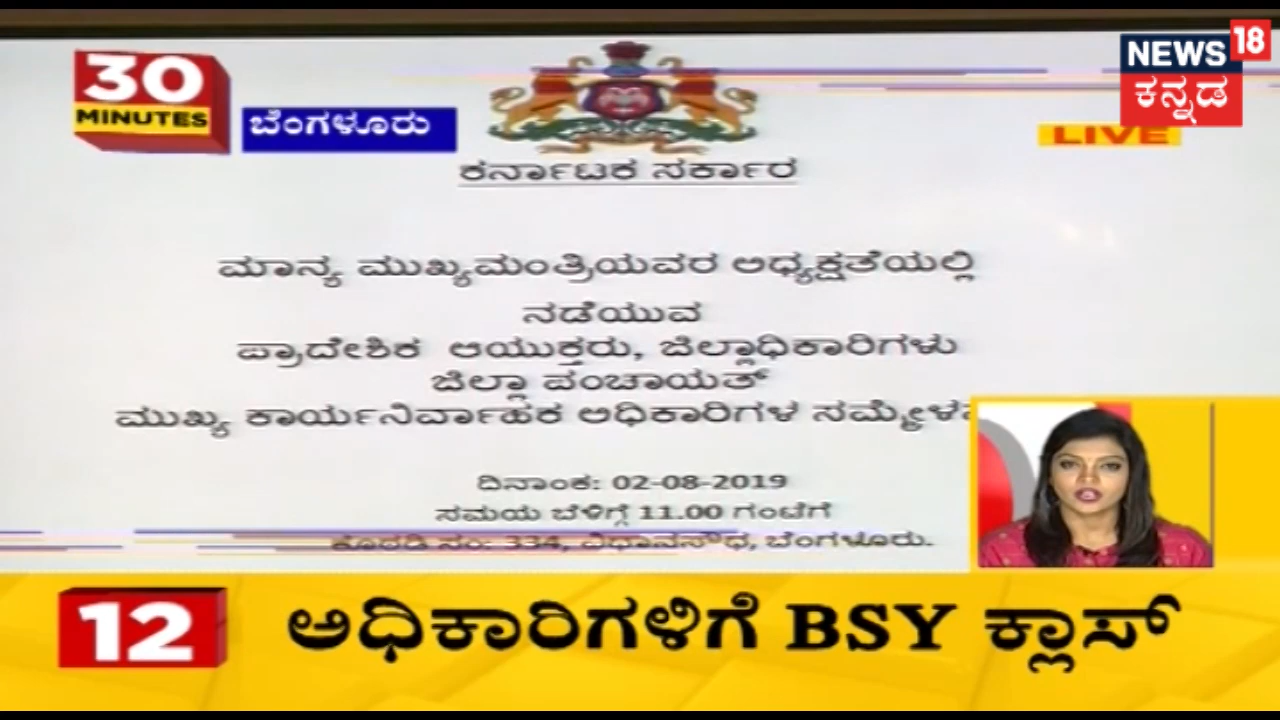 30
MINUTES
ಬೆಂಗಳೂರು
NEWS 18
ಕನ್ನಡ
LIVE
ಕರ್ನಾಟಕ ಸರ್ಕಾರ
ಮಾನ್ಯ ಮುಖ್ಯಮಂತ್ರಿಯವರ ಅಧ್ಯಕ್ಷತೆಯಲ್ಲಿ
ನಡೆಯುವ
ಪ್ರಾದೇಶಿಕ ಆಯುಕ್ತರು, ಜಿಲ್ಲಾಧಿಕಾರಿಗಳು
ಜಿಲ್ಲಾ ಪಂಚಾಯತ್
ಮುಖ್ಯ ಕಾರ್ಯನಿರ್ವಾಹಕ ಅಧಿಕಾರಿಗಳ
ದಿನಾಂಕ: 02-08-2019
ಸಮಯ ಬೆಳಿಗ್ಗೆ 11.00 ಗಂಟೆಗೆ
ಕೊಠಡಿ ಸಂ: 334, ವಿಧಾನಸೌಧ, ಬೆಂಗಳೂರು.
12
ಅಧಿಕಾರಿಗಳಿಗೆ BSY ಕ್ಲಾಸ್